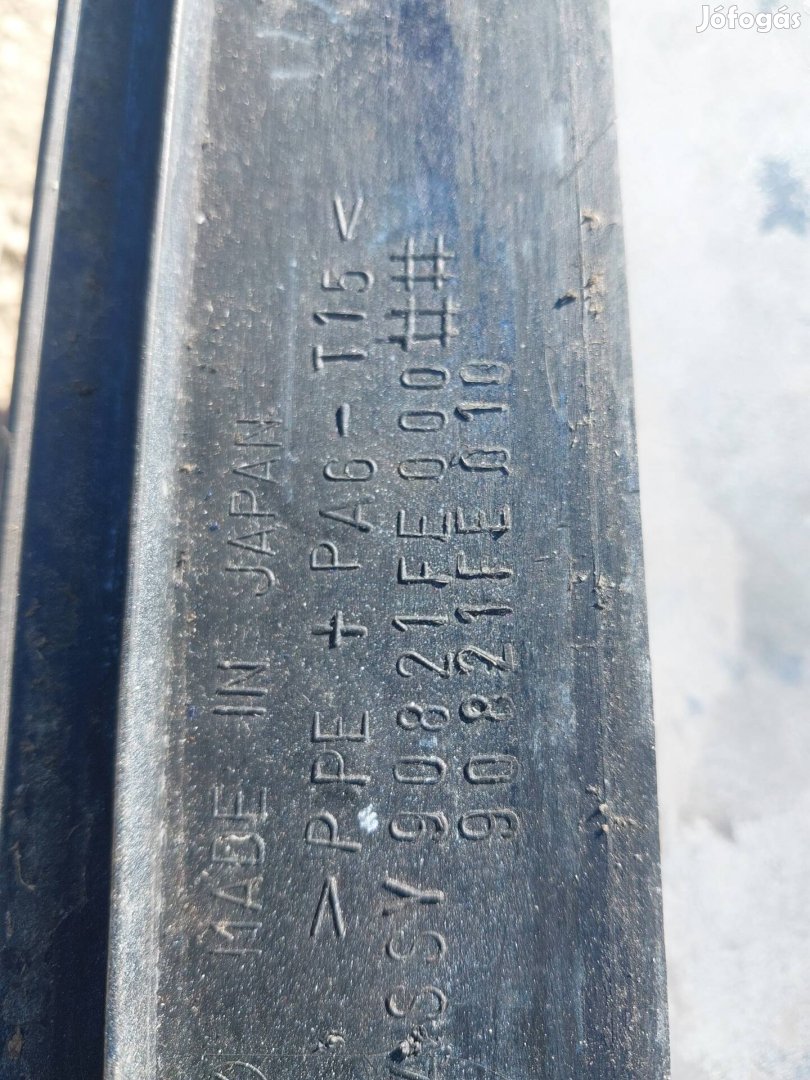 Jófogás
MADE IN JAPAN
>PPE + PA6-T15<
ASSY 90821FE000##
90821FE010